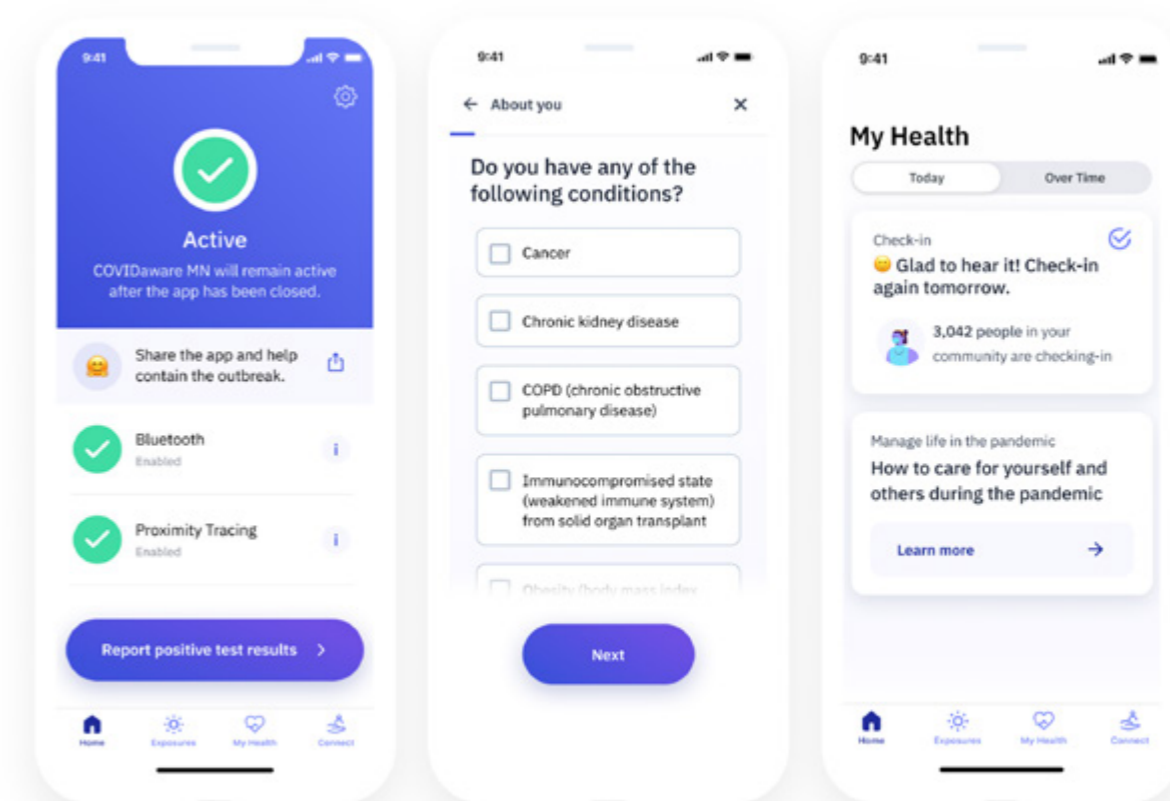 9:41
Active
COVIDaware MN will remain active
after the app has been closed.
Share the app and help
contain the outbreak.
Bluetooth
Enabled
i
Proximity Tracing
Enabled
i
Report positive test results
Home
Exposures
My Health
Connect
9:41
About you
Do you have any of the
following conditions?
Cancer
Chronic kidney disease
COPD (chronic obstructive
pulmonary disease)
Immunocompromised state
(weakened immune system)
from solid organ transplant
Obesity (body mass index
Next
9:41
My Health
Today
Over Time
Check-in
Glad to hear it! Check-in
again tomorrow.
3,042 people in your
community are checking-in
Manage life in the pandemic
How to care for yourself and
others during the pandemic
Learn more
Home
Exposures
My Health
Connect